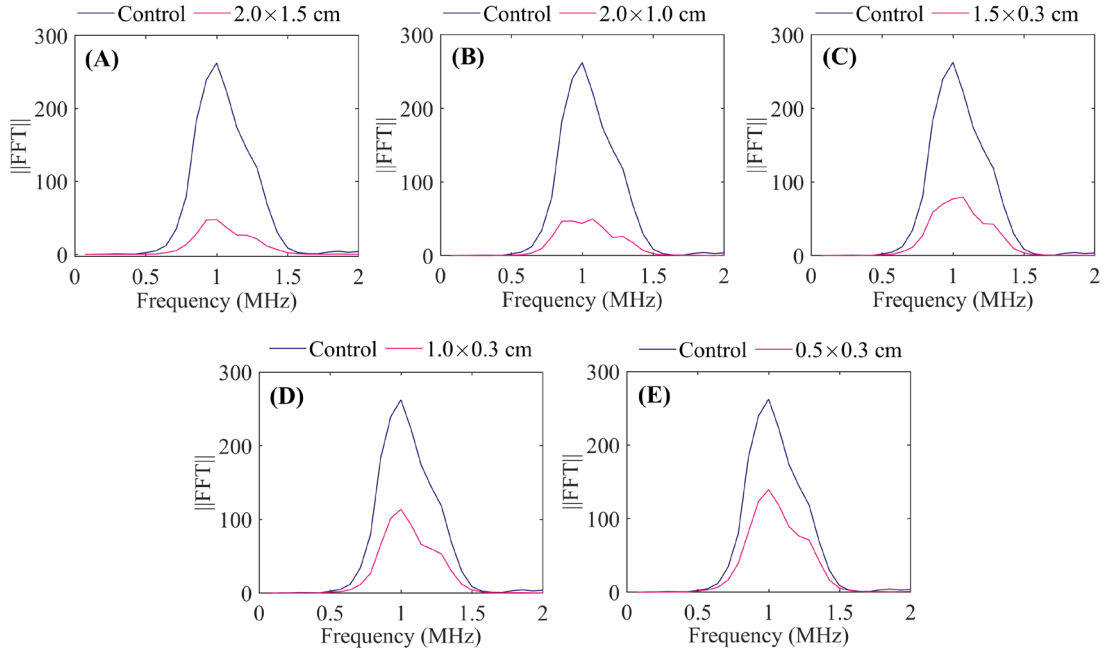 Control 2.0×1.5 cm
(A)
||FFT||
300
200
100
0
0 0.5 1 1.5 2
Frequency (MHz)
Control 2.0×1.0 cm
(B)
||FFT||
300
200
100
0
0 0.5 1 1.5 2
Frequency (MHz)
Control 1.5×0.3 cm
(C)
||FFT||
300
200
100
0
0 0.5 1 1.5 2
Frequency (MHz)
Control 1.0×0.3 cm
(D)
||FFT||
300
200
100
0
0 0.5 1 1.5 2
Frequency (MHz)
Control 0.5×0.3 cm
(E)
||FFT||
300
200
100
0
0 0.5 1 1.5 2
Frequency (MHz)